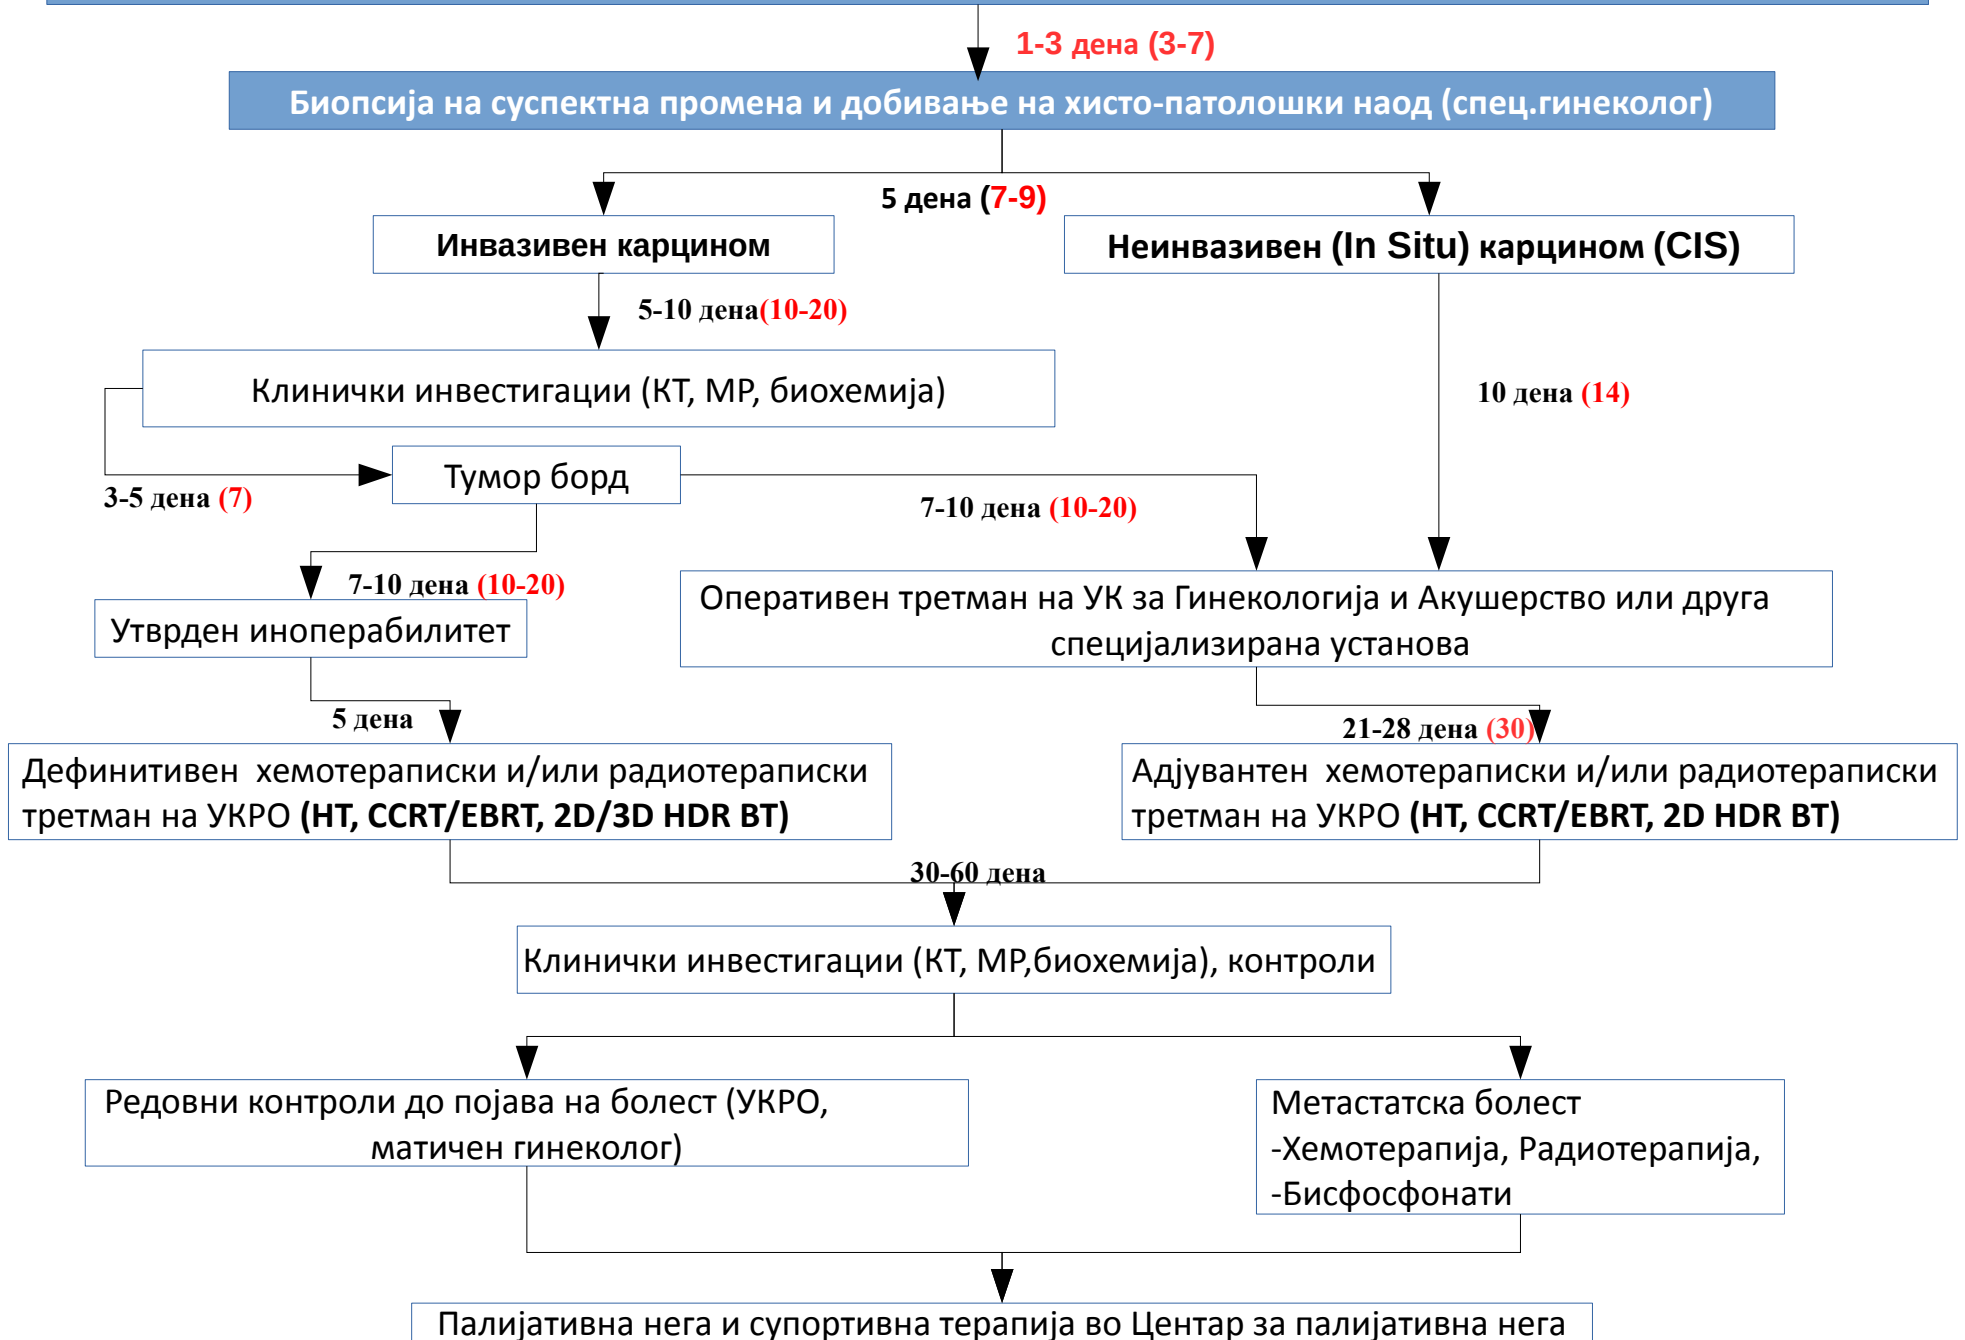 1-3 дена (3-7)
Биопсија на суспектна промена и добивање на хисто-патолошки наод (спец.гинеколог)
5 дена (7-9)
Инвазивен карцином
Неинвазивен (In Situ) карцином (CIS)
5-10 дена(10-20)
Клинички инвестигации (КТ, МР, биохемија)
10 дена (14)
Тумор борд
3-5 дена (7)
7-10 дена (10-20)
7-10 дена (10-20)
Утврден иноперабилитет
Оперативен третман на УК за Гинекологија и Акушерство или друга
специјализирана установа
5 дена
21-28 дена (30)
Дефинитивен хемотераписки и/или радиотераписки
третман на УКРО (HT, CCRT/EBRT, 2D/3D HDR BT)
Адјувантен хемотераписки и/или радиотераписки
третман на УКРО (HT, CCRT/EBRT, 2D HDR BT)
30-60 дена
Клинички инвестигации (КТ, МР,биохемија), контроли
Редовни контроли до појава на болест (УКРО,
матичен гинеколог)
Метастатска болест
-Хемотерапија, Радиотерапија,
-Бисфосфонати
Палијативна нега и супортивна терапија во Центар за палијативна нега